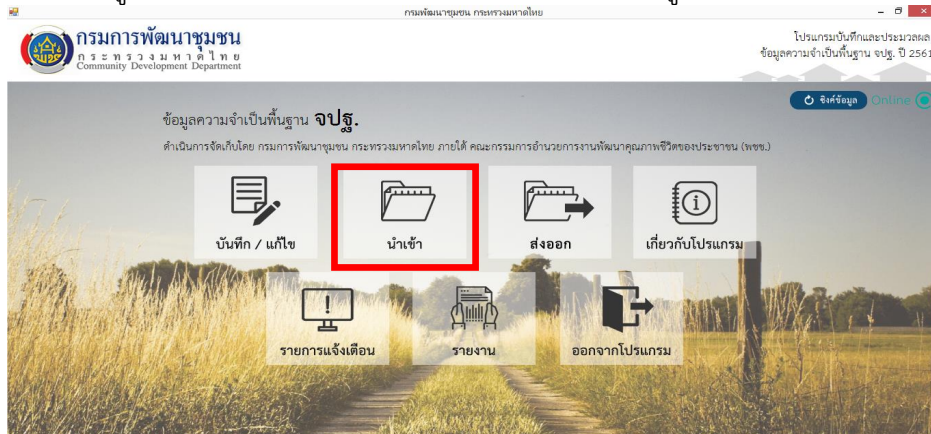 กรมพัฒนาชุมชน กระทรวงมหาดไทย
กรมการพัฒนาชุมชน
กระทรวงมหาดไทย
Community Development Department
โปรแกรมบันทึกและประมวลผล
ข้อมูลความจำเป็นพื้นฐาน จปฐ. ปี 2561
ซิงค์ข้อมูล Online
ข้อมูลความจำเป็นพื้นฐาน จปฐ.
ดำเนินการจัดเก็บโดย กรมการพัฒนาชุมชน กระทรวงมหาดไทย ภายใต้ คณะกรรมการอำนวยการงานพัฒนาคุณภาพชีวิตของประชาชน (พชช.)
บันทึก / แก้ไข นำเข้า ส่งออก เกี่ยวกับโปรแกรม
รายการแจ้งเตือน รายงาน ออกจากโปรแกรม